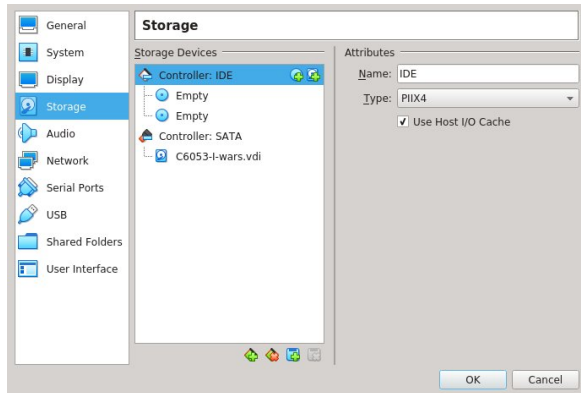 General
System
Display
Storage
Audio
Network
Serial Ports
USB
Shared Folders
User Interface
Storage
Storage Devices
Controller: IDE
Empty
Empty
Controller: SATA
C6053-I-wars.vdi
Attributes
Name: IDE
Type: PIIX4
Use Host I/O Cache
OK Cancel